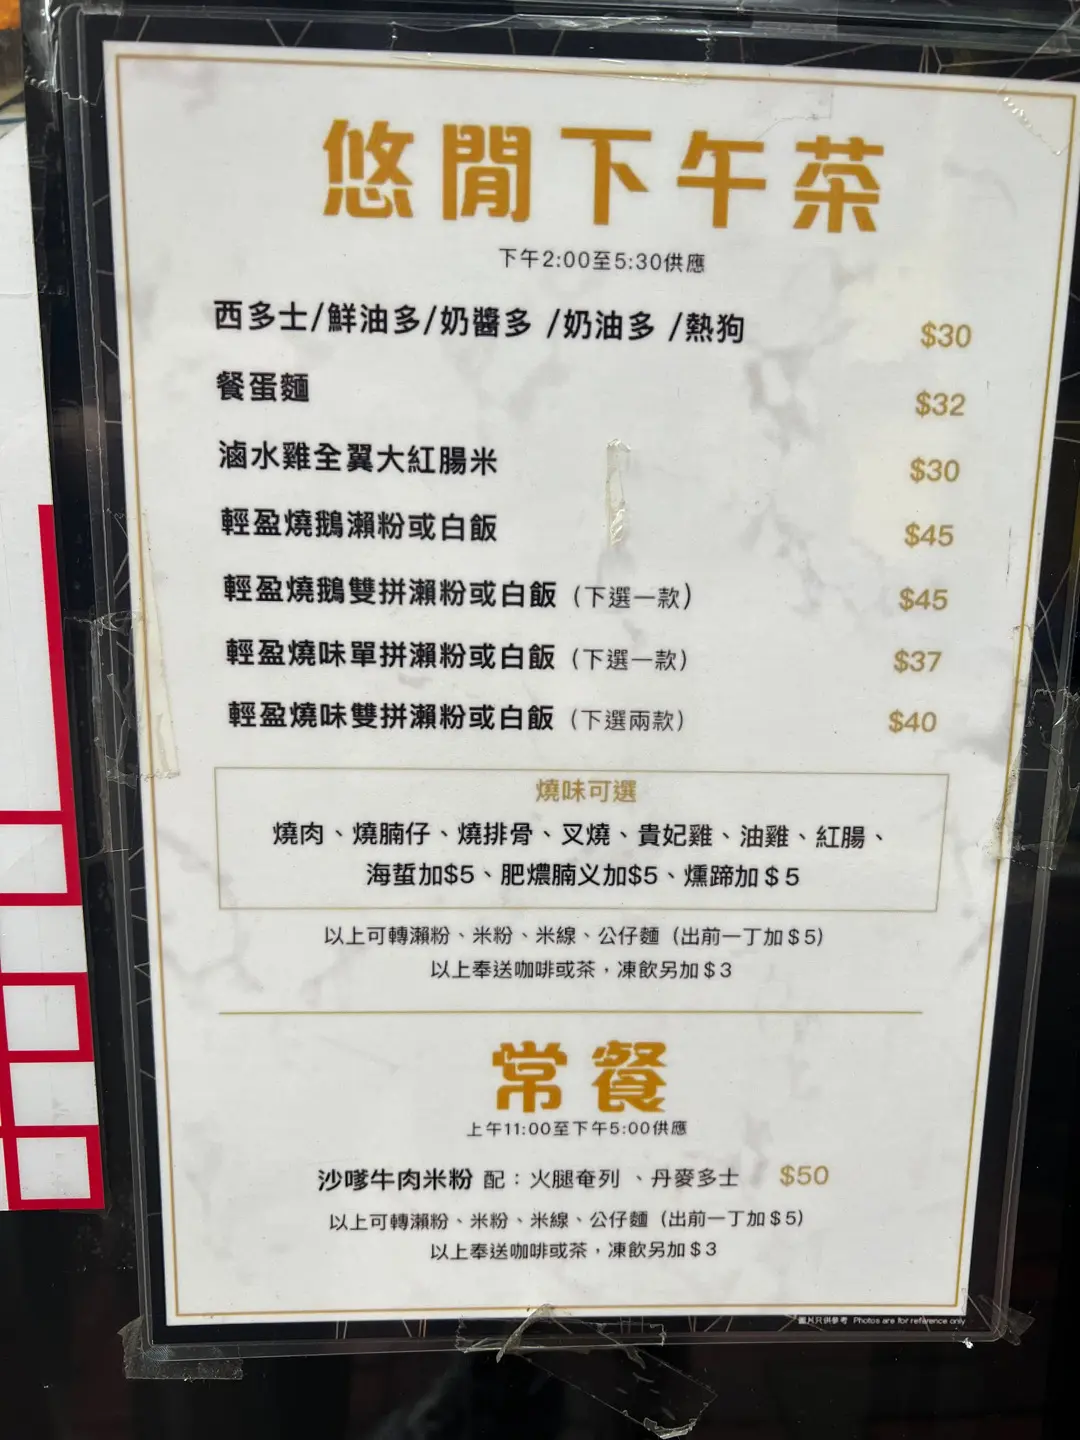 悠閒下午茶
下午2:00至5:30供應
西多士/鮮油多/奶醬多 /奶油多 /熱狗 $30
餐蛋麵 $32
滷水雞全翼大紅腸米 $30
輕盈燒鵝瀨粉或白飯 $45
輕盈燒鵝雙拼瀨粉或白飯 (下選一款) $45
輕盈燒味單拼瀨粉或白飯 (下選一款) $37
輕盈燒味雙拼瀨粉或白飯 (下選兩款) $40
燒味可選
燒肉、燒腩仔、燒排骨、叉燒、貴妃雞、油雞、紅腸、
海蜇加$5、肥燶腩义加$5、燻蹄加$5
以上可轉瀨粉、米粉、米線、公仔麵 (出前一丁加$5)
以上奉送咖啡或茶，凍飲另加$3
常餐
上午11:00至下午5:00供應
沙嗲牛肉米粉 配：火腿奄列 、丹麥多士 $50
以上可轉瀨粉、米粉、米線、公仔麵 (出前一丁加$5)
以上奉送咖啡或茶，凍飲另加$3
圖片只供參考 Photos are for reference only